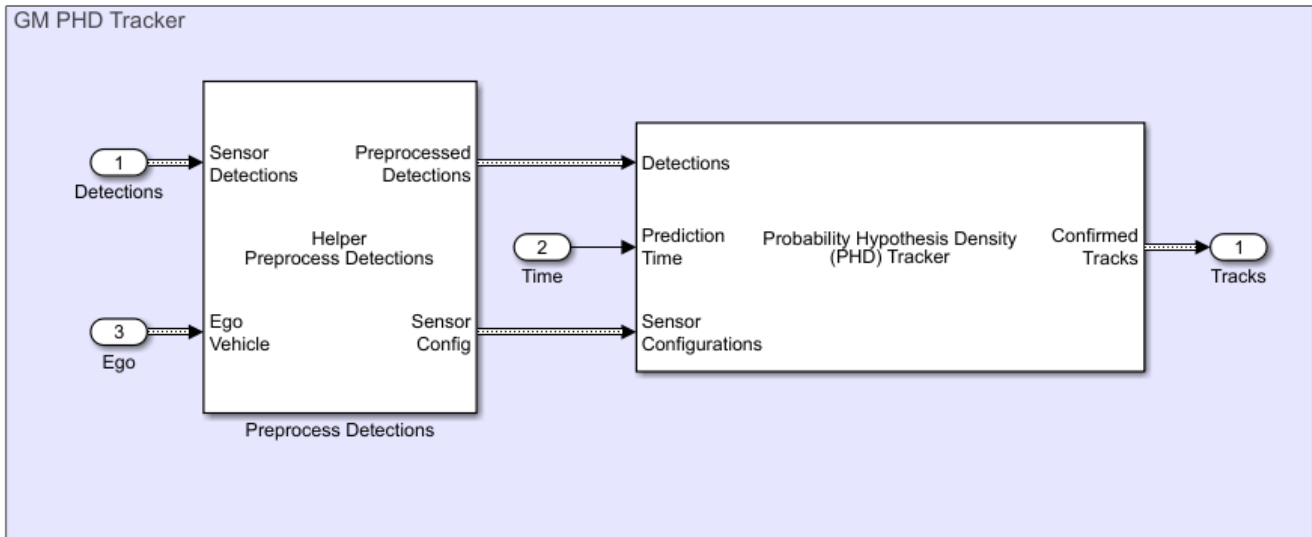 GM PHD Tracker
1
Detections
3
Ego
Sensor
Detections
Preprocessed
Detections
Helper
Preprocess Detections
Ego
Vehicle
Sensor
Config
Preprocess Detections
2
Time
Detections
Prediction
Time
Probability Hypothesis Density
(PHD) Tracker
Confirmed
Tracks
Sensor
Configurations
1
Tracks